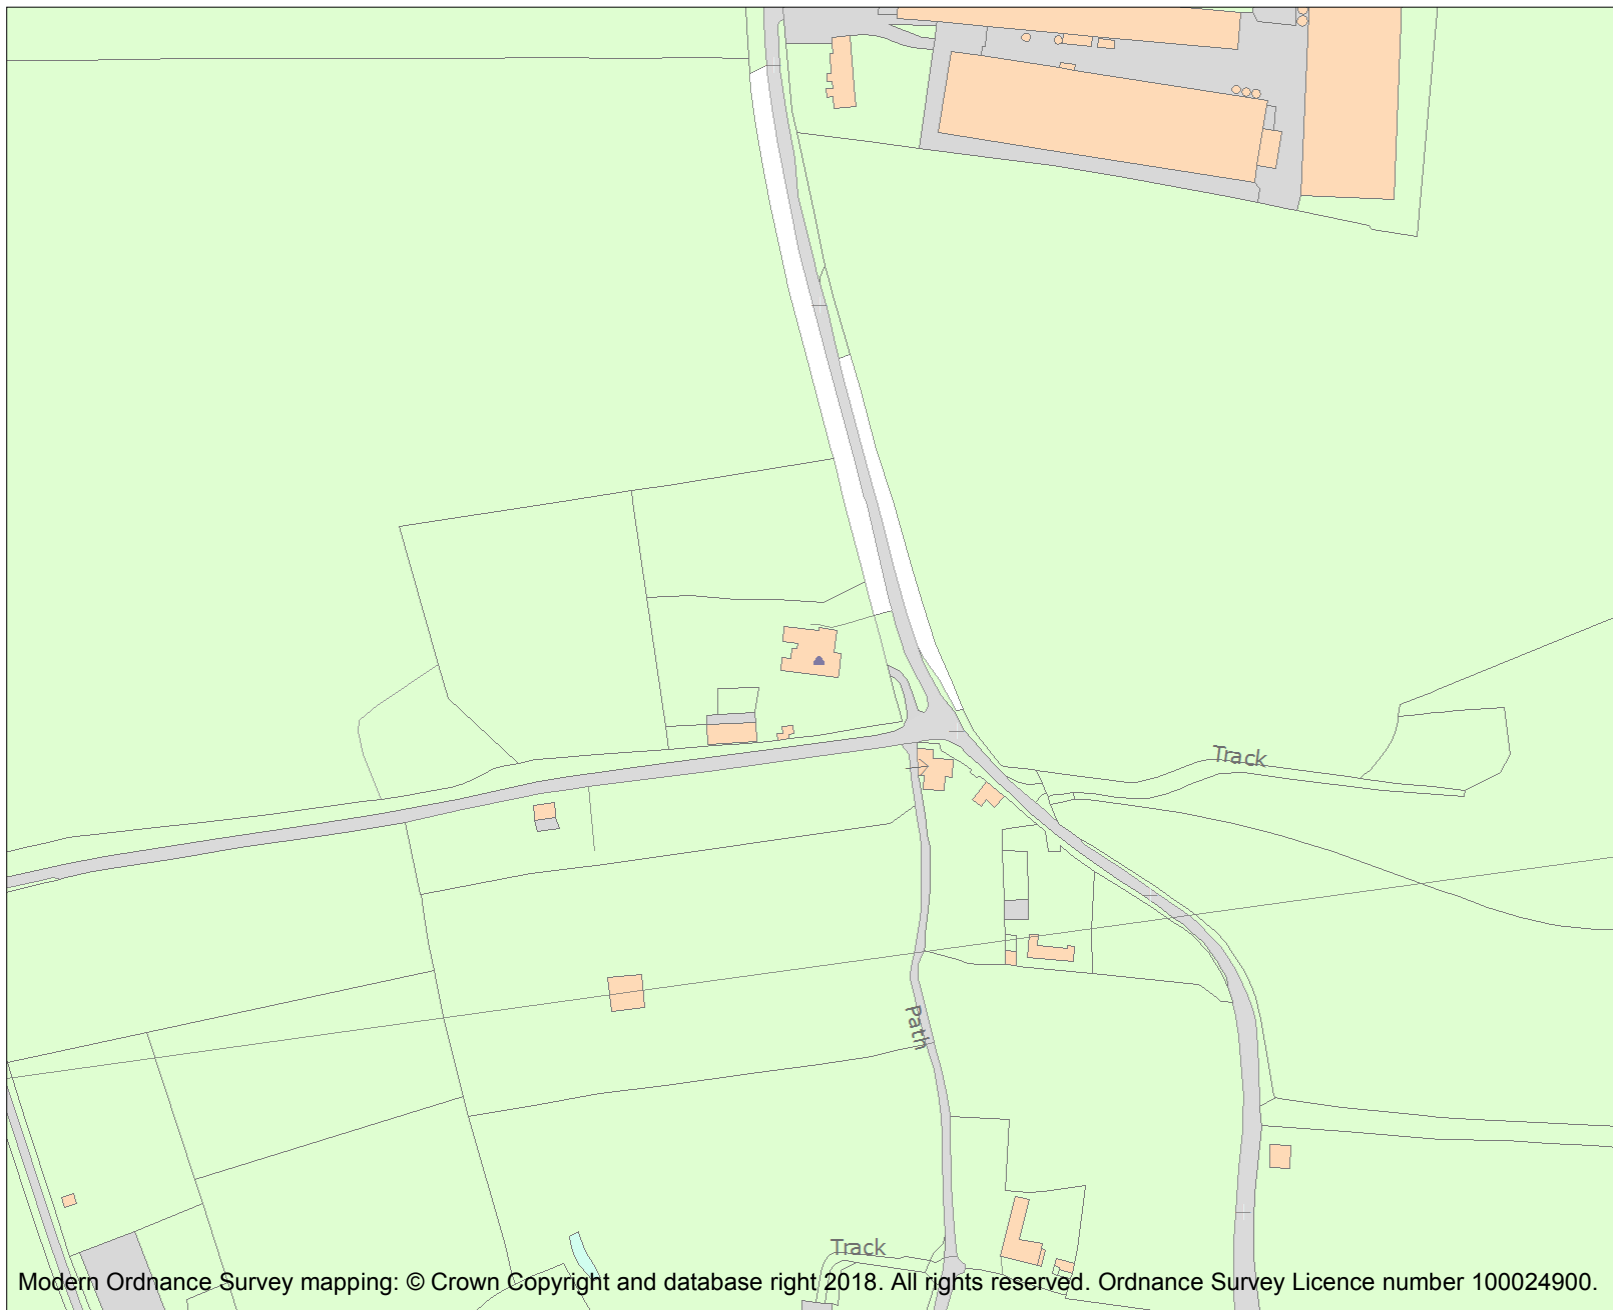 Track
Path
Track
Modern Ordnance Survey mapping: © Crown Copyright and database right 2018. All rights reserved. Ordnance Survey Licence number 100024900.